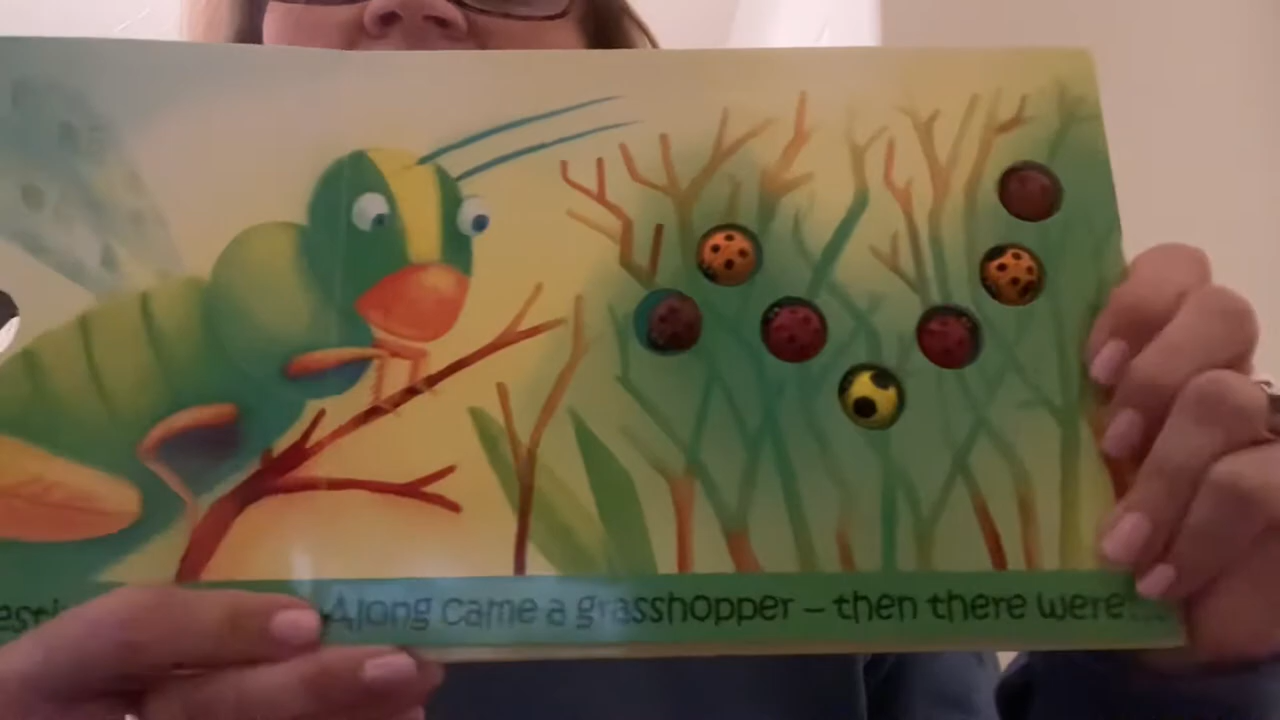 Along came a grasshopper – then there were...